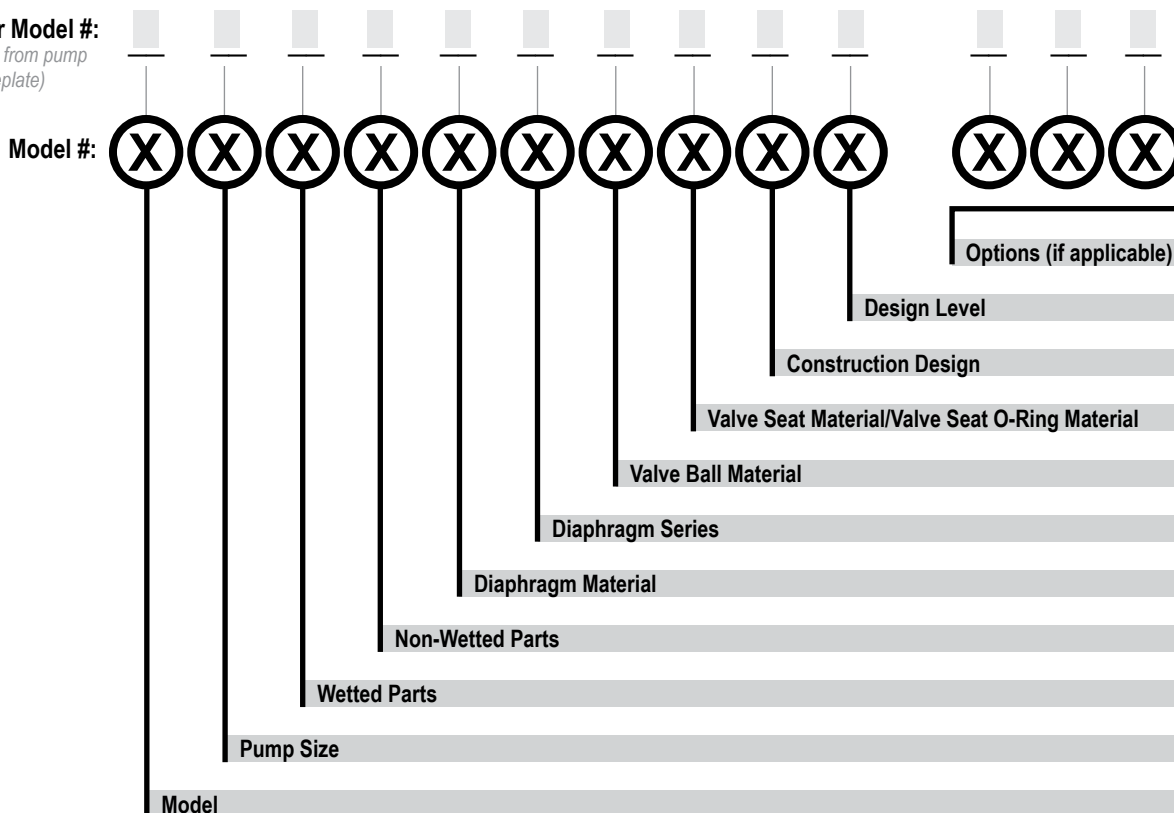 r Model #:
from pump
eplate)
Model #:
X X X X X X X X X X X X X
Options (if applicable)
Design Level
Construction Design
Valve Seat Material/Valve Seat O-Ring Material
Valve Ball Material
Diaphragm Series
Diaphragm Material
Non-Wetted Parts
Wetted Parts
Pump Size
Model